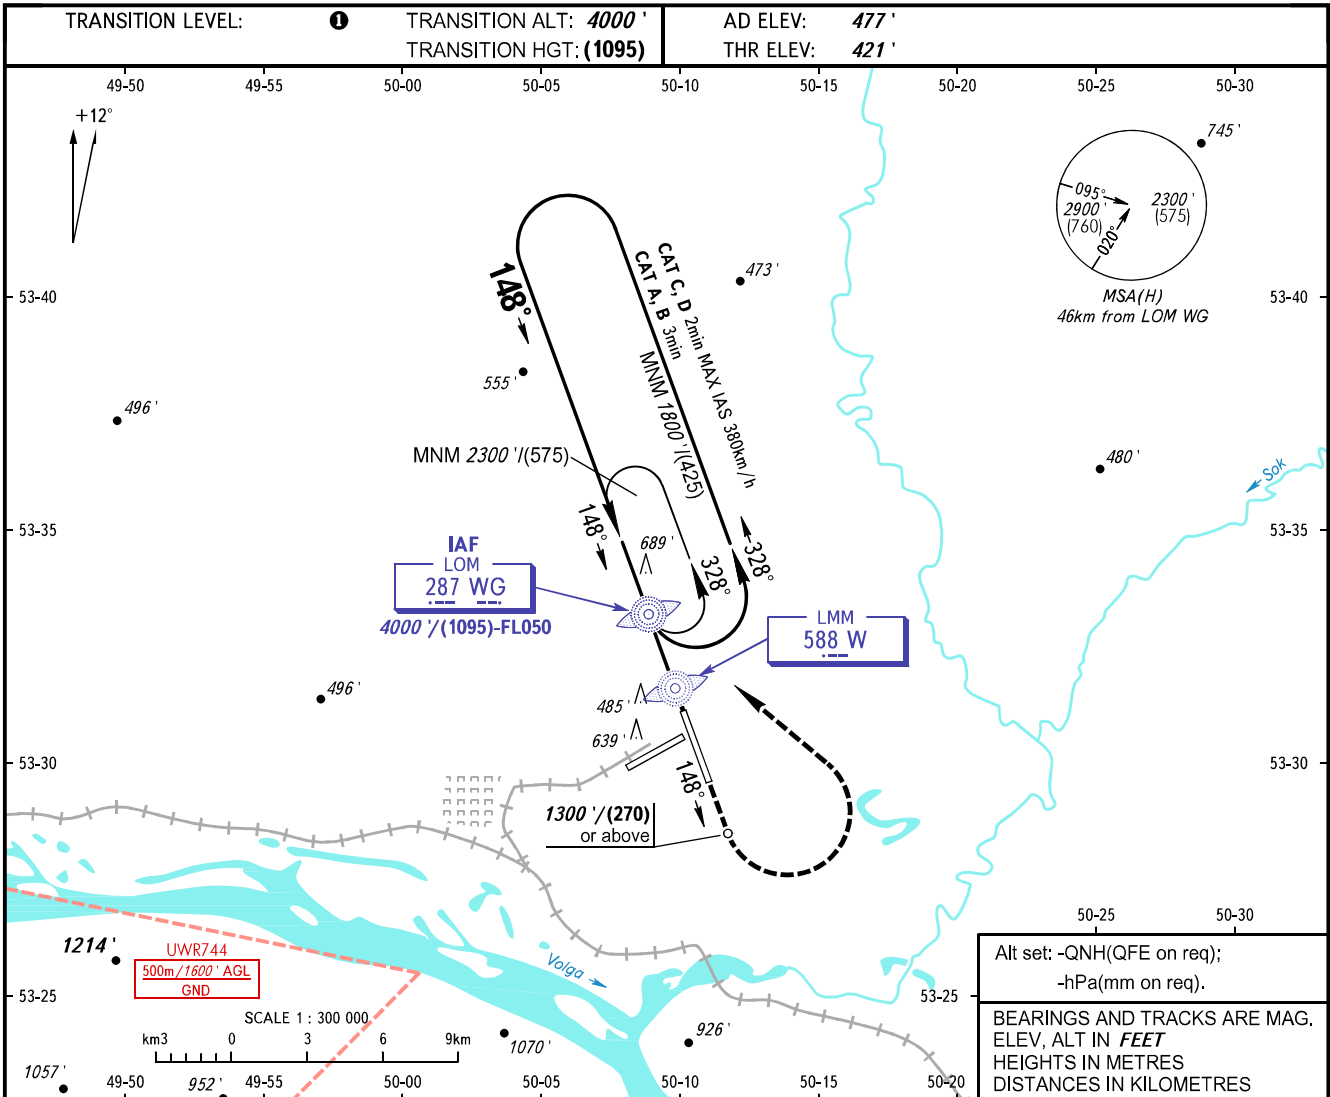 TRANSITION LEVEL: ❶ TRANSITION ALT: 4000 ' AD ELEV: 477 '
TRANSITION HGT: (1095) THR ELEV: 421 '
49-50 49-55 50-00 50-05 50-10 50-15 50-20 50-25 50-30
+12°
745 '
095°
2900 '
(760)
020°
2300 '
(575)
MSA(H)
46km from LOM WG
CAT C, D 2min MAX IAS 380km/h
CAT A, B 3min
MNM 1800 '/(425)
148°
473 '
53-40 53-40
555 '
496 '
MNM 2300 '/(575)
480 '
Sok
148°
689 '
328°
328°
53-35 53-35
IAF
LOM
287 WG
4000 '/(1095)-FL050
LMM
588 W
496 '
485 '
639 '
53-30 53-30
148°
1300 '/(270)
or above
50-25 50-30
1214 '
UWR744
500m/1600 ' AGL
GND
Volga
53-25 53-25
Alt set: -QNH(QFE on req);
-hPa(mm on req).
SCALE 1 : 300 000
km3 0 3 6 9km
1070 '
926 '
1057 '
952 '
49-50 49-55 50-00 50-05 50-10 50-15 50-20
BEARINGS AND TRACKS ARE MAG.
ELEV, ALT IN FEET
HEIGHTS IN METRES
DISTANCES IN KILOMETRES